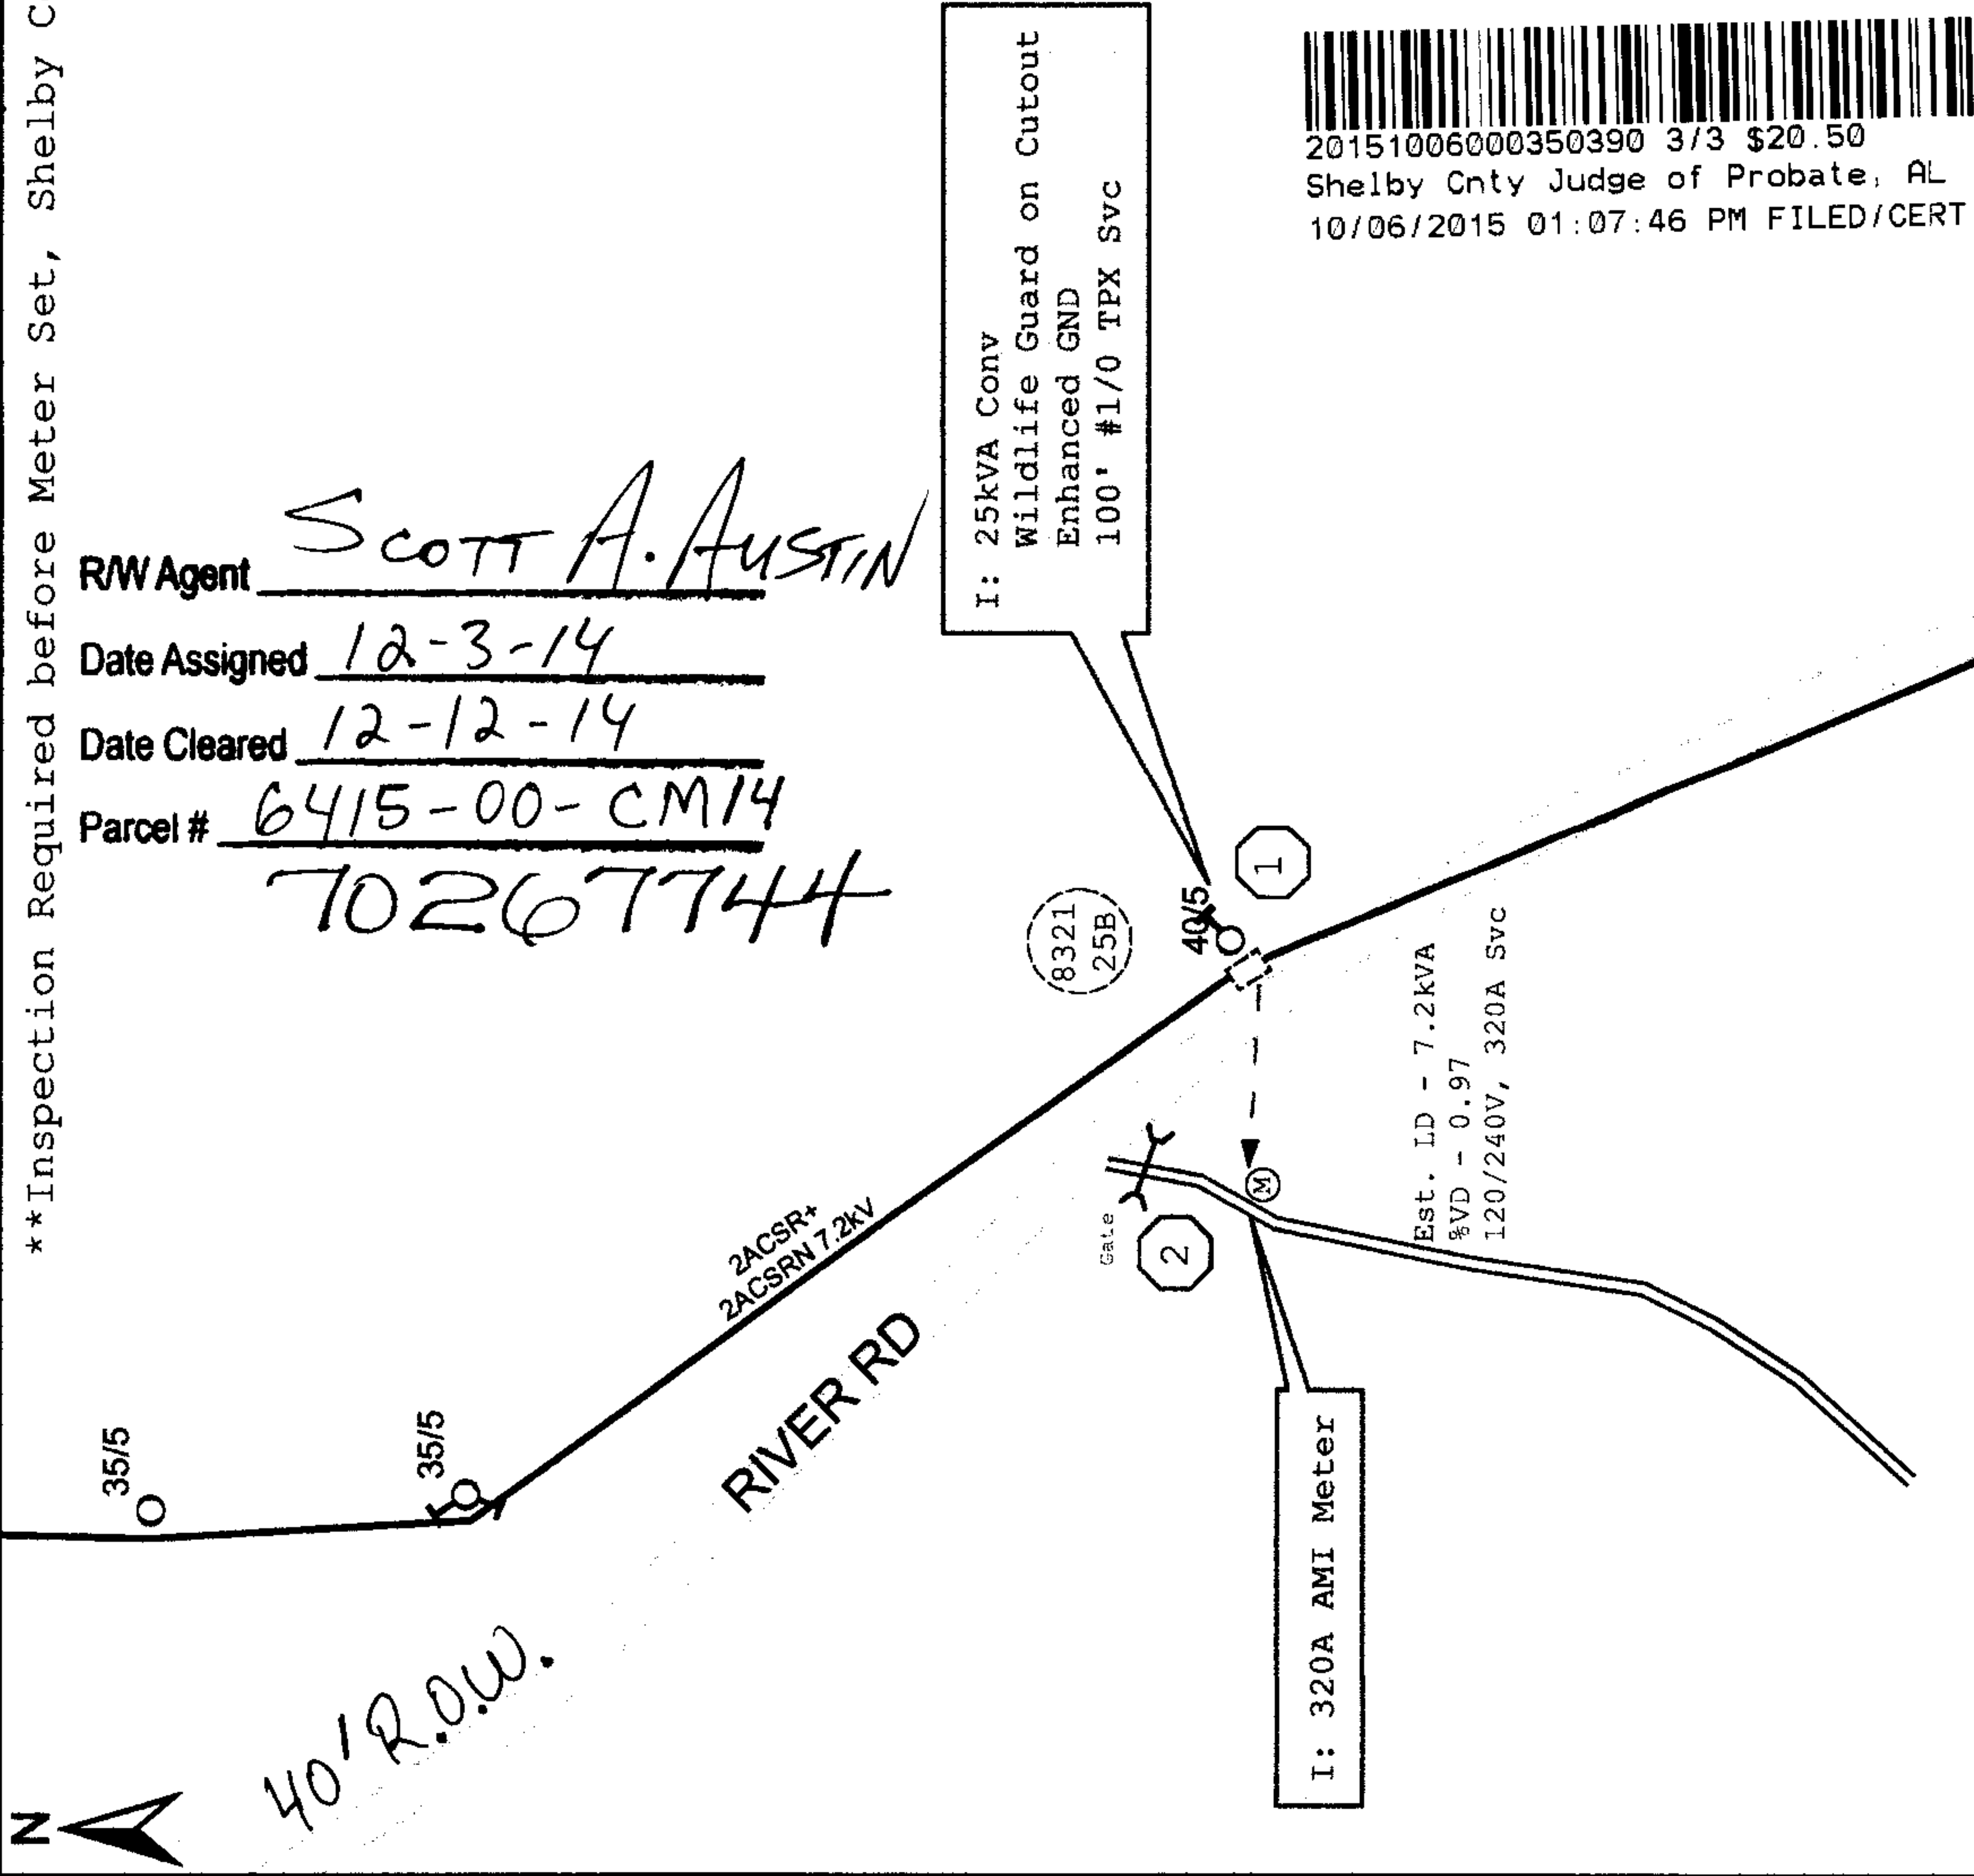 **Inspection Required before Meter Set, Shelby C
R/W Agent SCOTT A. AUSTIN
Date Assigned 12-3-14
Date Cleared 12-12-14
Parcel # 6415-00-CM14
70267744
I: 25kVA Conv
Wildlife Guard on Cutout
Enhanced GND
100' #1/0 TPX Svc
20151006000350390 3/3 $20.50
Shelby Cnty Judge of Probate, AL
10/06/2015 01:07:46 PM FILED/CERT
8321
25B
40/5
1
2ACSR+
2ACSRN 7.2kV
RIVER RD
Gate
2
M
Est. LD - 7.2kVA
%VD - 0.97
120/240V, 320A Svc
35/5
35/5
I: 320A AMI Meter
40' R.O.W.
N